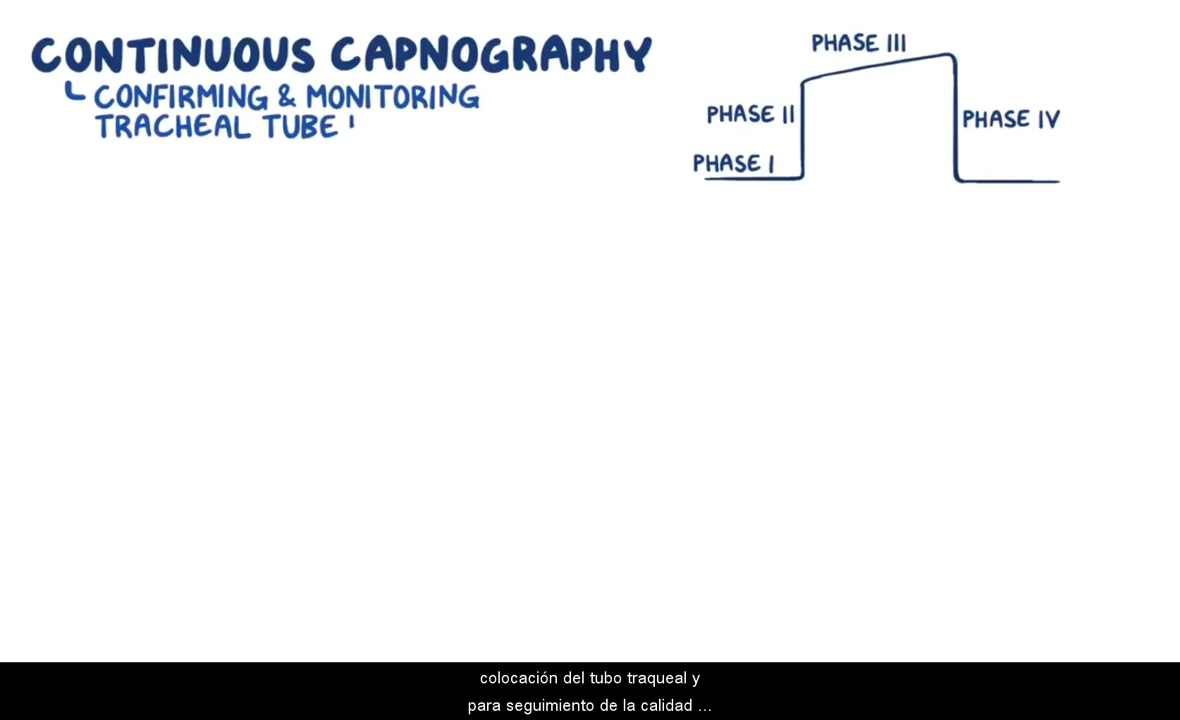 CONTINUOUS CAPNOGRAPHY
CONFIRMING & MONITORING
TRACHEAL TUBE
PHASE III
PHASE II
PHASE IV
PHASE I
colocación del tubo traqueal y
para seguimiento de la calidad ...